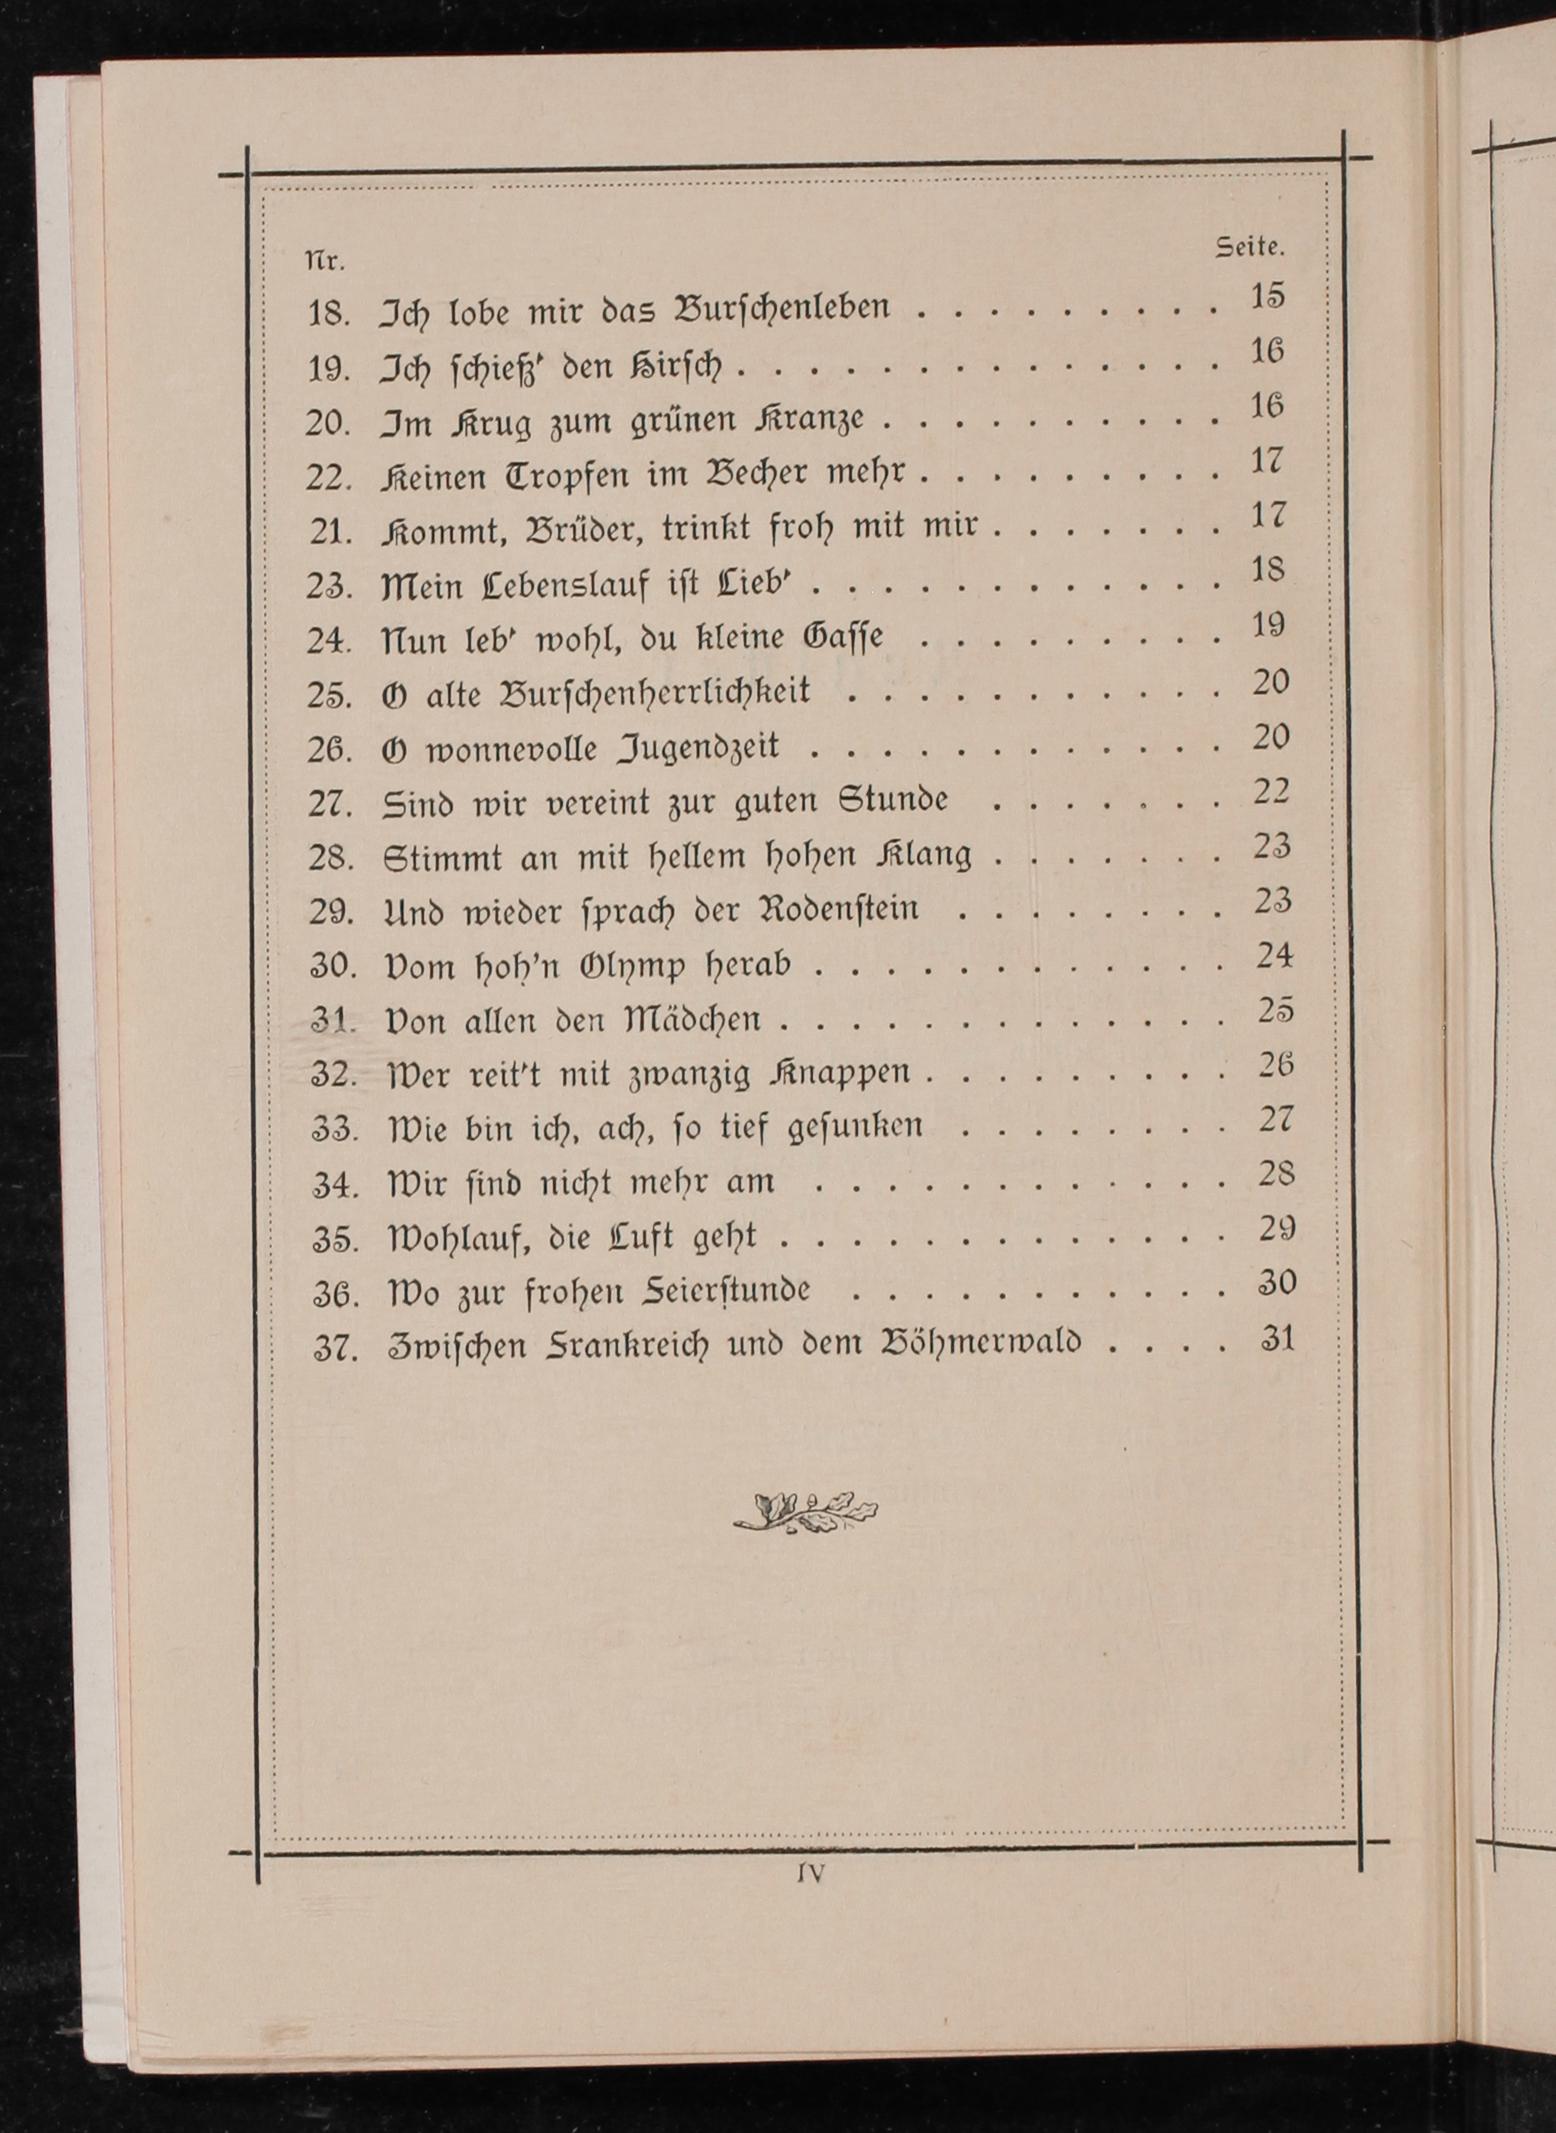 Nr. Seite.
18. Ich lobe mir das Burſchenleben . . . . . . . . . 15
19. Ich ſchieß' den Hirſch . . . . . . . . . . . . . . 16
20. Im Krug zum grünen Kranze . . . . . . . . . . 16
22. Keinen Tropfen im Becher mehr . . . . . . . . . 17
21. Kommt, Brüder, trinkt froh mit mir . . . . . . . 17
23. Mein Lebenslauf iſt Lieb' . . . . . . . . . . . . 18
24. Nun leb' wohl, du kleine Gaſſe . . . . . . . . . 19
25. O alte Burſchenherrlichkeit . . . . . . . . . . . 20
26. O wonnevolle Jugendzeit . . . . . . . . . . . . 20
27. Sind wir vereint zur guten Stunde . . . . . . . 22
28. Stimmt an mit hellem hohen Klang . . . . . . . 23
29. Und wieder ſprach der Rodenſtein . . . . . . . . 23
30. Vom hoh'n Olymp herab . . . . . . . . . . . . 24
31. Von allen den Mädchen . . . . . . . . . . . . . 25
32. Wer reit't mit zwanzig Knappen . . . . . . . . . 26
33. Wie bin ich, ach, ſo tief geſunken . . . . . . . . 27
34. Wir ſind nicht mehr am . . . . . . . . . . . . 28
35. Wohlauf, die Luft geht . . . . . . . . . . . . . 29
36. Wo zur frohen Feierſtunde . . . . . . . . . . . 30
37. Zwiſchen Frankreich und dem Böhmerwald . . . . 31
IV